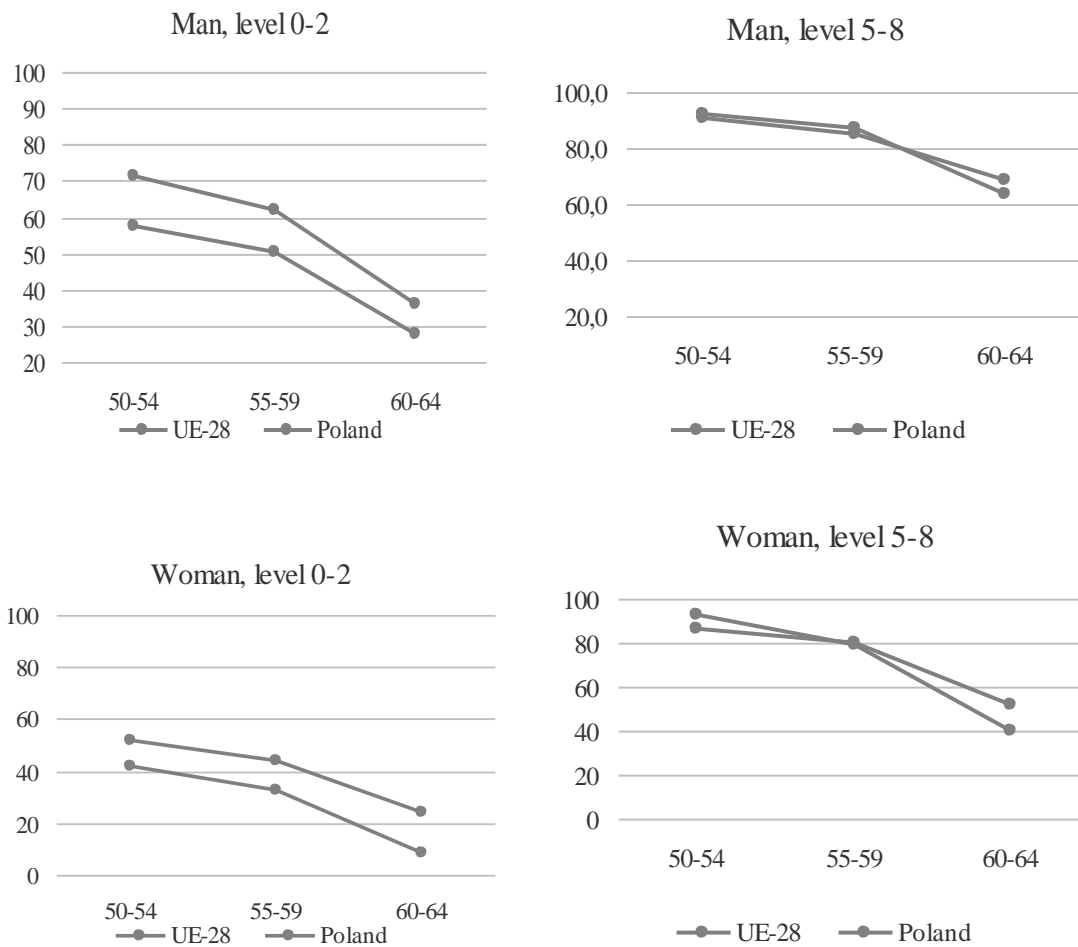 Man, level 0-2
100
90
80
70
60
50
40
30
20
50-54 55-59 60-64
UE-28 Poland
Man, level 5-8
100,0
80,0
60,0
40,0
20,0
50-54 55-59 60-64
UE-28 Poland
Woman, level 0-2
100
80
60
40
20
0
50-54 55-59 60-64
UE-28 Poland
Woman, level 5-8
100
80
60
40
20
0
50-54 55-59 60-64
UE-28 Poland